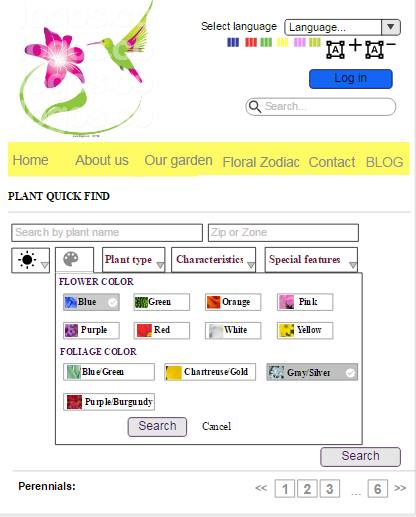 Select language Language...
A + A −
Log in
Search...
Home About us Our garden Floral Zodiac Contact BLOG
PLANT QUICK FIND
Search by plant name Zip or Zone
Plant type Characteristics Special features
FLOWER COLOR
Blue Green Orange Pink
Purple Red White Yellow
FOLIAGE COLOR
Blue/Green Chartreuse/Gold Gray/Silver
Purple/Burgundy
Search Cancel
Search
Perennials: << 1 2 3 ... 6 >>